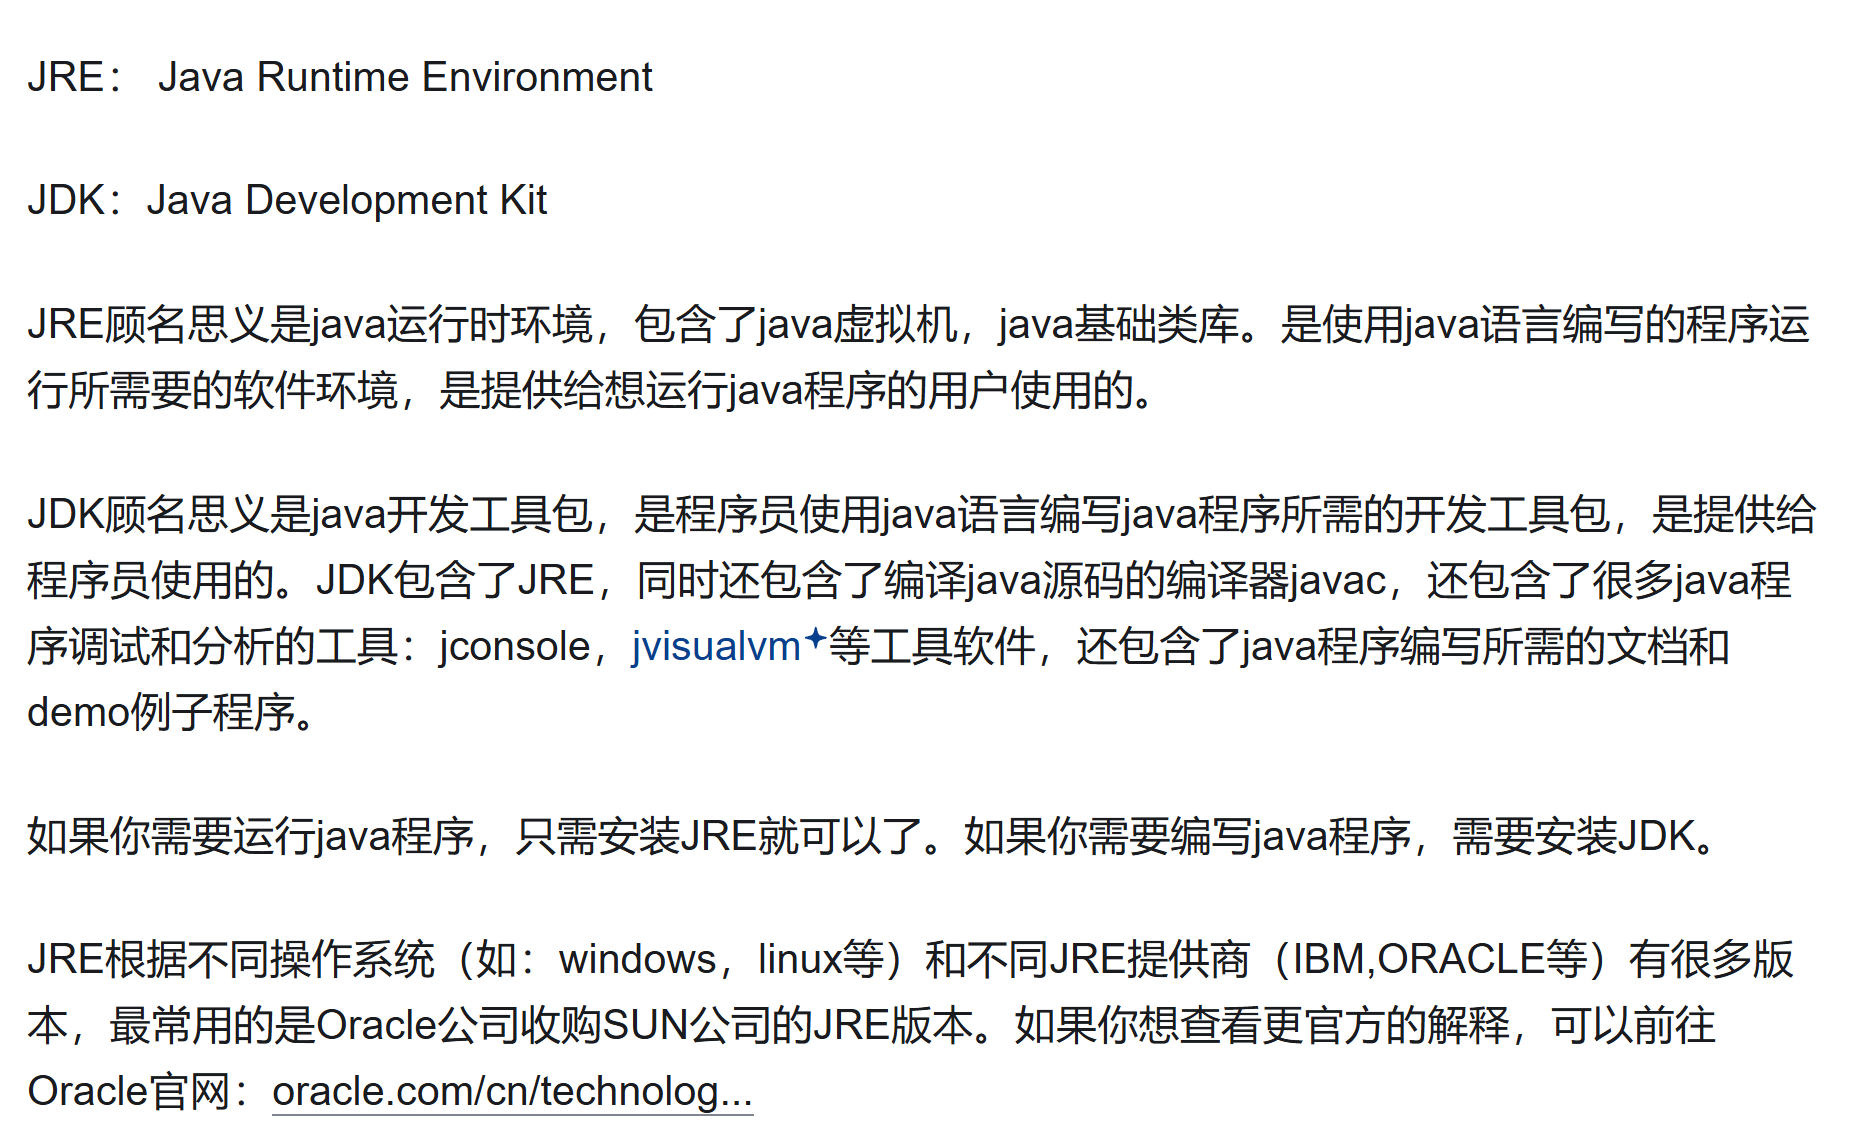 JRE： Java Runtime Environment
JDK：Java Development Kit
JRE顾名思义是java运行时环境，包含了java虚拟机，java基础类库。是使用java语言编写的程序运
行所需要的软件环境，是提供给想运行java程序的用户使用的。
JDK顾名思义是java开发工具包，是程序员使用java语言编写java程序所需的开发工具包，是提供给
程序员使用的。JDK包含了JRE，同时还包含了编译java源码的编译器javac，还包含了很多java程
序调试和分析的工具：jconsole，jvisualvm等工具软件，还包含了java程序编写所需的文档和
demo例子程序。
如果你需要运行java程序，只需安装JRE就可以了。如果你需要编写java程序，需要安装JDK。
JRE根据不同操作系统（如：windows，linux等）和不同JRE提供商（IBM,ORACLE等）有很多版
本，最常用的是Oracle公司收购SUN公司的JRE版本。如果你想查看更官方的解释，可以前往
Oracle官网：oracle.com/cn/technolog...